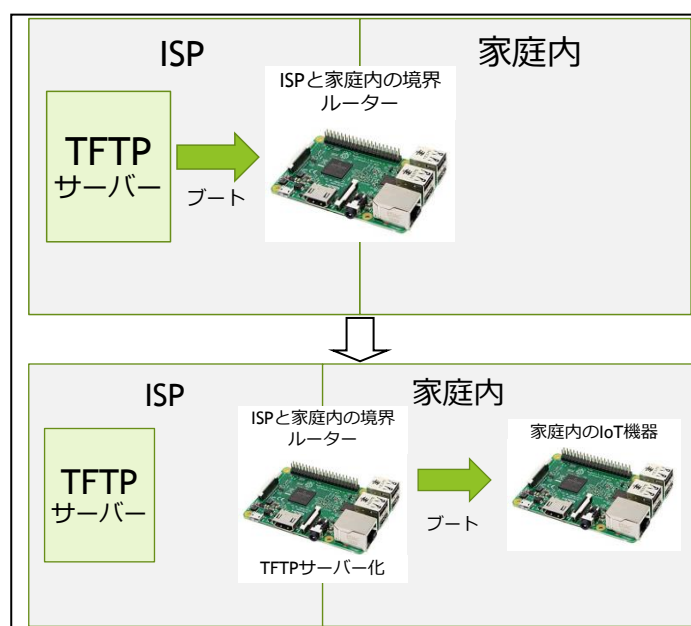 ISP
家庭内
ISPと家庭内の境界
ルーター
TFTP
サーバー
ブート
ISP
家庭内
ISPと家庭内の境界
ルーター
家庭内のIoT機器
TFTP
サーバー
ブート
TFTPサーバー化